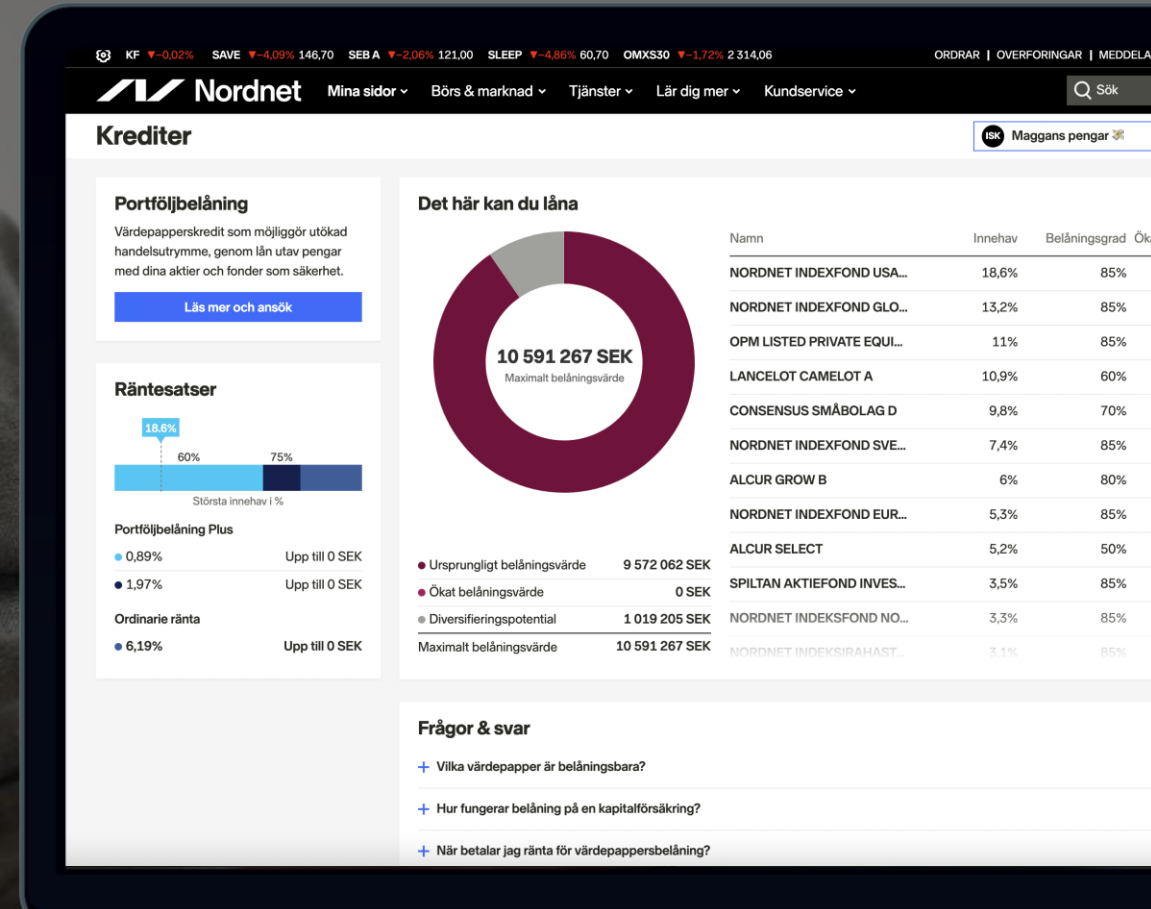 KF ▼−0,02% SAVE ▼−4,09% 146,70 SEB A ▼−2,06% 121,00 SLEEP ▼−4,86% 60,70 OMXS30 ▼−1,72% 2 314,06
ORDRAR | OVERFORINGAR | MEDDELA
Nordnet Mina sidor Börs & marknad Tjänster Lär dig mer Kundservice Sök
Krediter
ISK Maggans pengar 💸
Portföljbelåning
Värdepapperskredit som möjliggör utökad
handelsutrymme, genom lån utav pengar
med dina aktier och fonder som säkerhet.
Läs mer och ansök
Räntesatser
18.6%
60% 75%
Största innehav i %
Portföljbelåning Plus
0,89% Upp till 0 SEK
1,97% Upp till 0 SEK
Ordinarie ränta
6,19% Upp till 0 SEK
Det här kan du låna
10 591 267 SEK
Maximalt belåningsvärde
Ursprungligt belåningsvärde 9 572 062 SEK
Ökat belåningsvärde 0 SEK
Diversifieringspotential 1 019 205 SEK
Maximalt belåningsvärde 10 591 267 SEK
Namn Innehav Belåningsgrad Öka
NORDNET INDEXFOND USA... 18,6% 85%
NORDNET INDEXFOND GLO... 13,2% 85%
OPM LISTED PRIVATE EQUI... 11% 85%
LANCELOT CAMELOT A 10,9% 60%
CONSENSUS SMÅBOLAG D 9,8% 70%
NORDNET INDEXFOND SVE... 7,4% 85%
ALCUR GROW B 6% 80%
NORDNET INDEXFOND EUR... 5,3% 85%
ALCUR SELECT 5,2% 50%
SPILTAN AKTIEFOND INVES... 3,5% 85%
NORDNET INDEKSFOND NO... 3,3% 85%
NORDNET INDEKSIRAHAST... 3,1% 85%
Frågor & svar
+ Vilka värdepapper är belåningsbara?
+ Hur fungerar belåning på en kapitalförsäkring?
+ När betalar jag ränta för värdepappersbelåning?